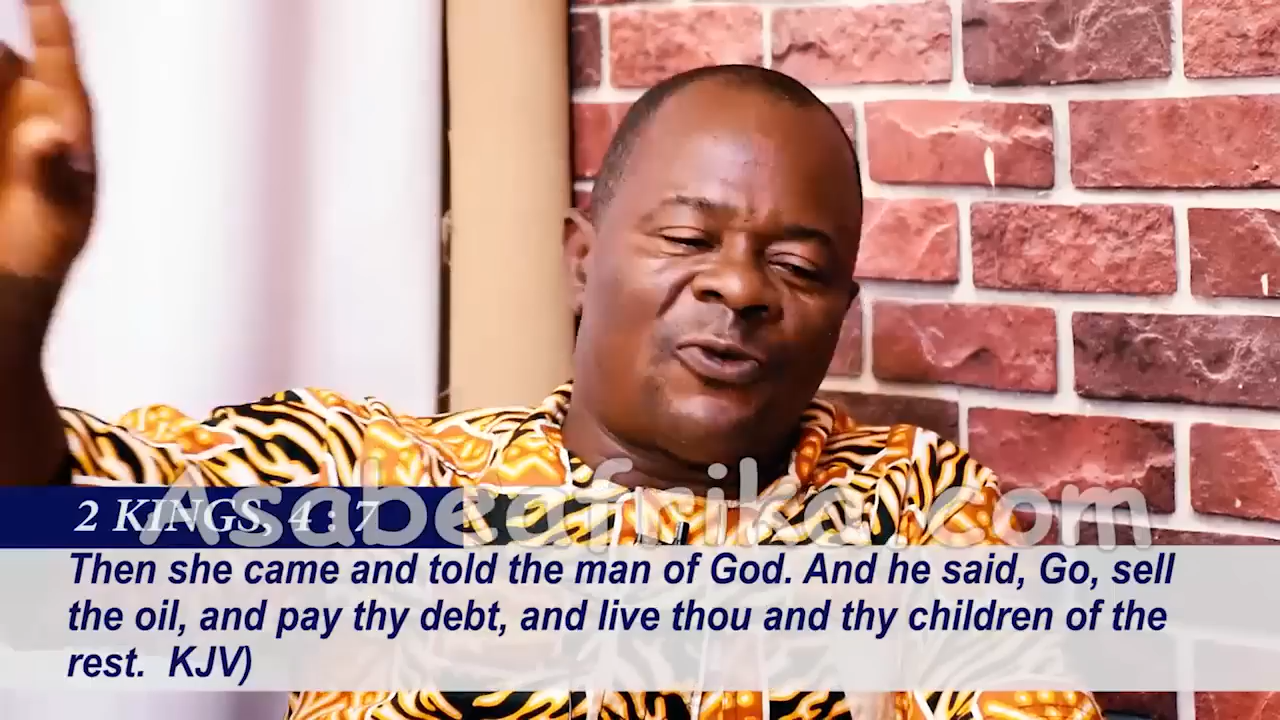 2 KINGS, 4 : 7
Asabeafrika.com
Then she came and told the man of God. And he said, Go, sell
the oil, and pay thy debt, and live thou and thy children of the
rest. KJV)